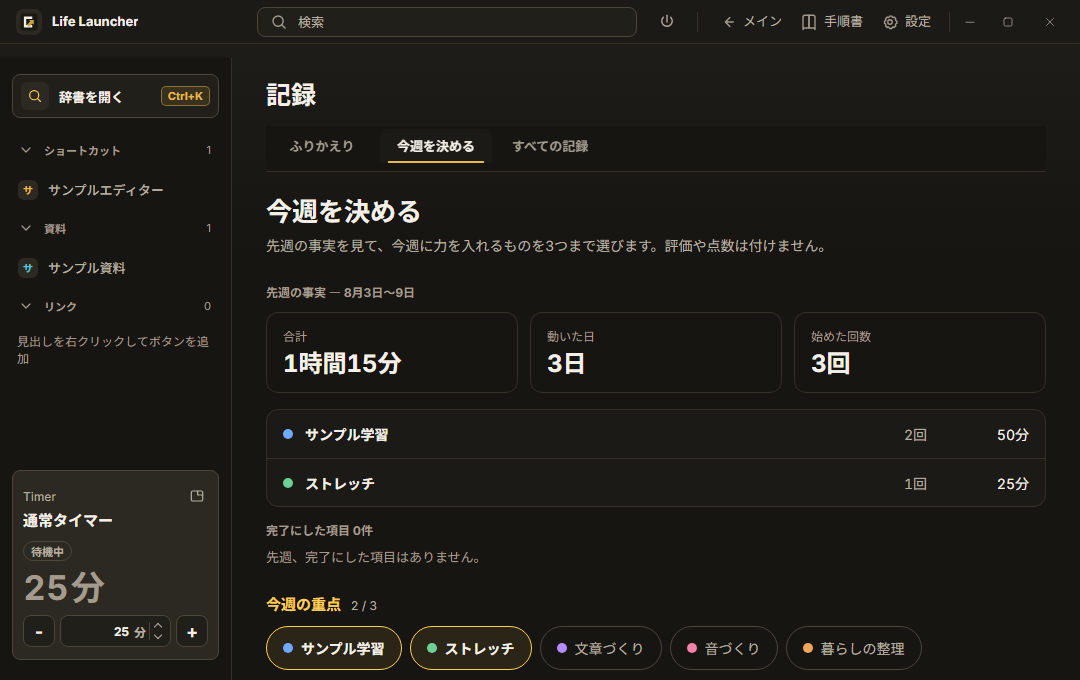 Life Launcher
検索
メイン
手順書
設定
辞書を開く
Ctrl+K
ショートカット 1
サ サンプルエディター
資料 1
サ サンプル資料
リンク 0
見出しを右クリックしてボタンを追
加
Timer
通常タイマー
待機中
25分
- 25 分 +
記録
ふりかえり 今週を決める すべての記録
今週を決める
先週の事実を見て、今週に力を入れるものを3つまで選びます。評価や点数は付けません。
先週の事実 — 8月3日〜9日
合計
1時間15分
動いた日
3日
始めた回数
3回
サンプル学習 2回 50分
ストレッチ 1回 25分
完了にした項目 0件
先週、完了にした項目はありません。
今週の重点 2 / 3
サンプル学習 ストレッチ 文章づくり 音づくり 暮らしの整理